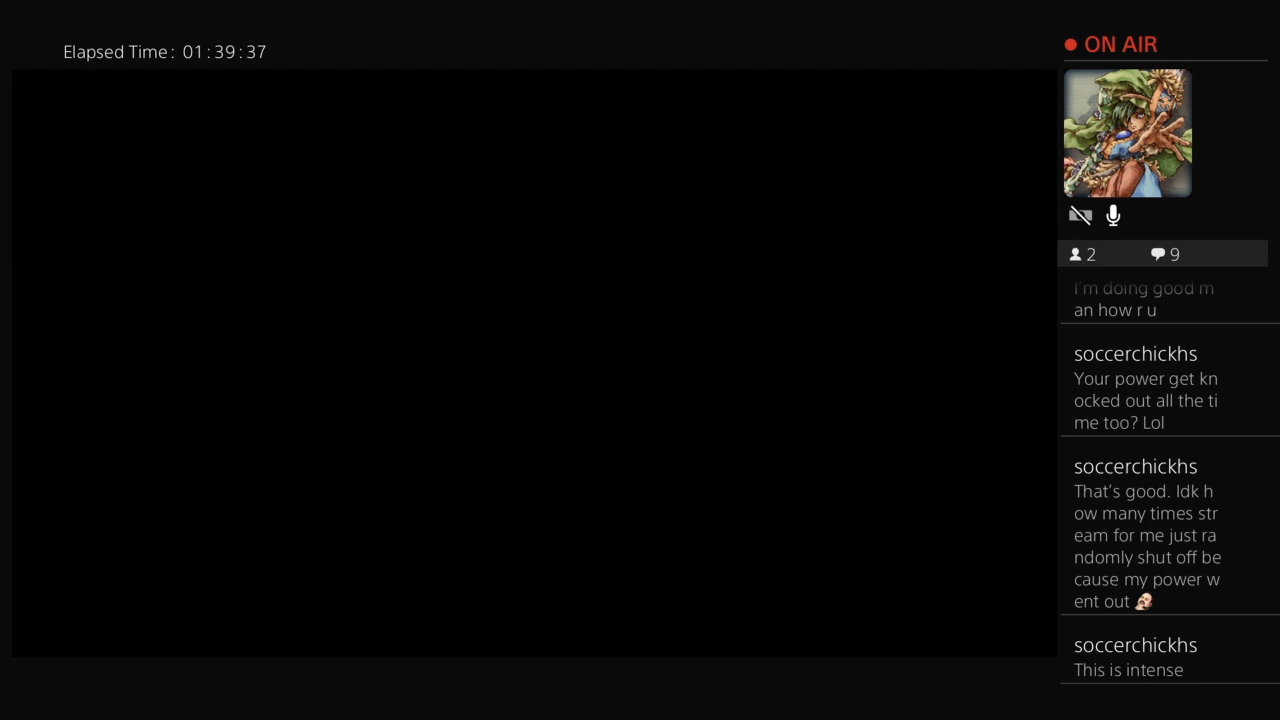 Elapsed Time: 01:39:37
ON AIR
2 9
I'm doing good m
an how r u
soccerchickhs
Your power get kn
ocked out all the ti
me too? Lol
soccerchickhs
That's good. Idk h
ow many times str
eam for me just ra
ndomly shut off be
cause my power w
ent out
soccerchickhs
This is intense